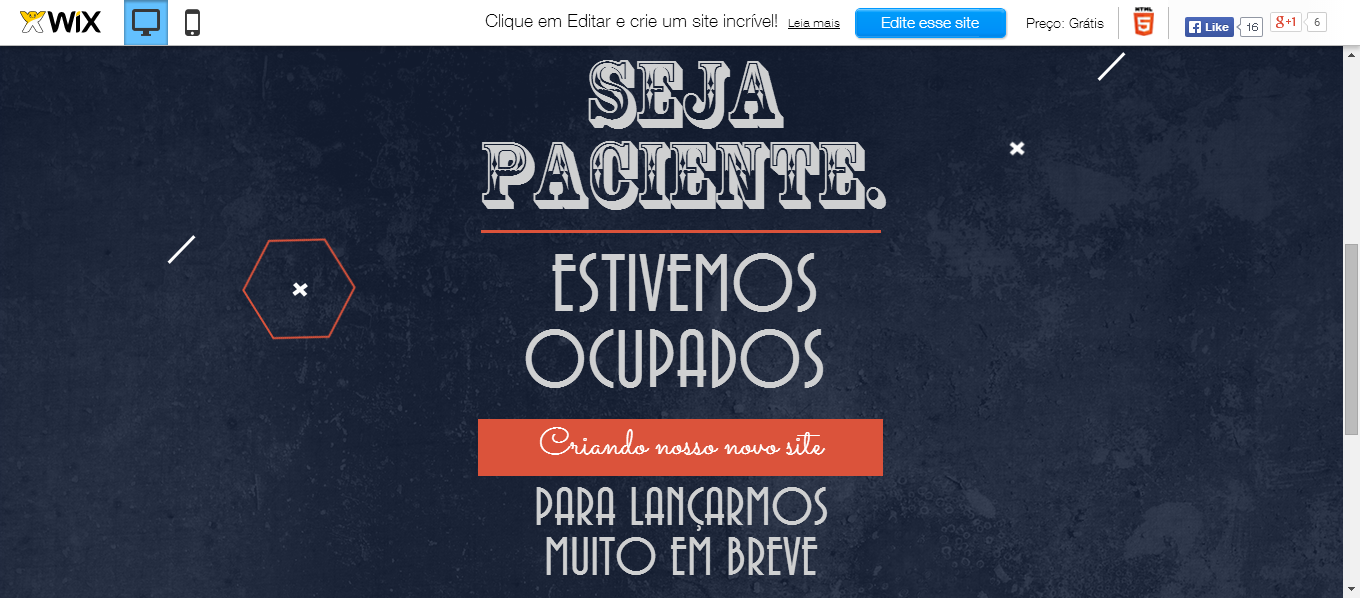 WiX
Clique em Editar e crie um site incrível! Leia mais Edite esse site Preço: Grátis HTML 5 Like 16 g+1 6
SEJA
PACIENTE.
ESTIVEMOS
OCUPADOS
Criando nosso novo site
PARA LANÇARMOS
MUITO EM BREVE